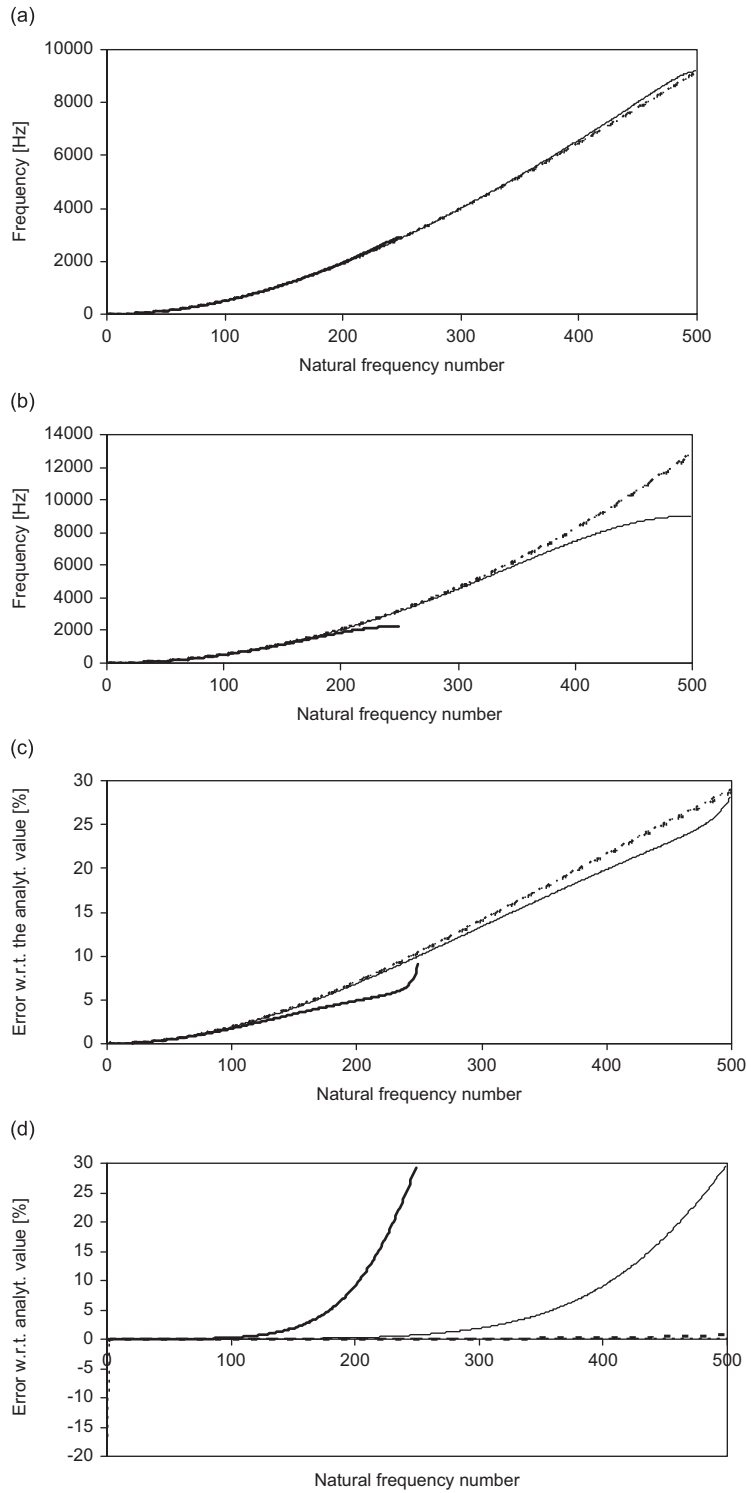 (a)
10000
8000
6000
4000
2000
0
Frequency [Hz]
0 100 200 300 400 500
Natural frequency number
(b)
14000
12000
10000
8000
6000
4000
2000
0
Frequency [Hz]
0 100 200 300 400 500
Natural frequency number
(c)
30
25
20
15
10
5
0
Error w.r.t. the analyt. value [%]
0 100 200 300 400 500
Natural frequency number
(d)
30
25
20
15
10
5
0
-5
-10
-15
-20
Error w.r.t. analyt. value [%]
100 200 300 400 500
Natural frequency number